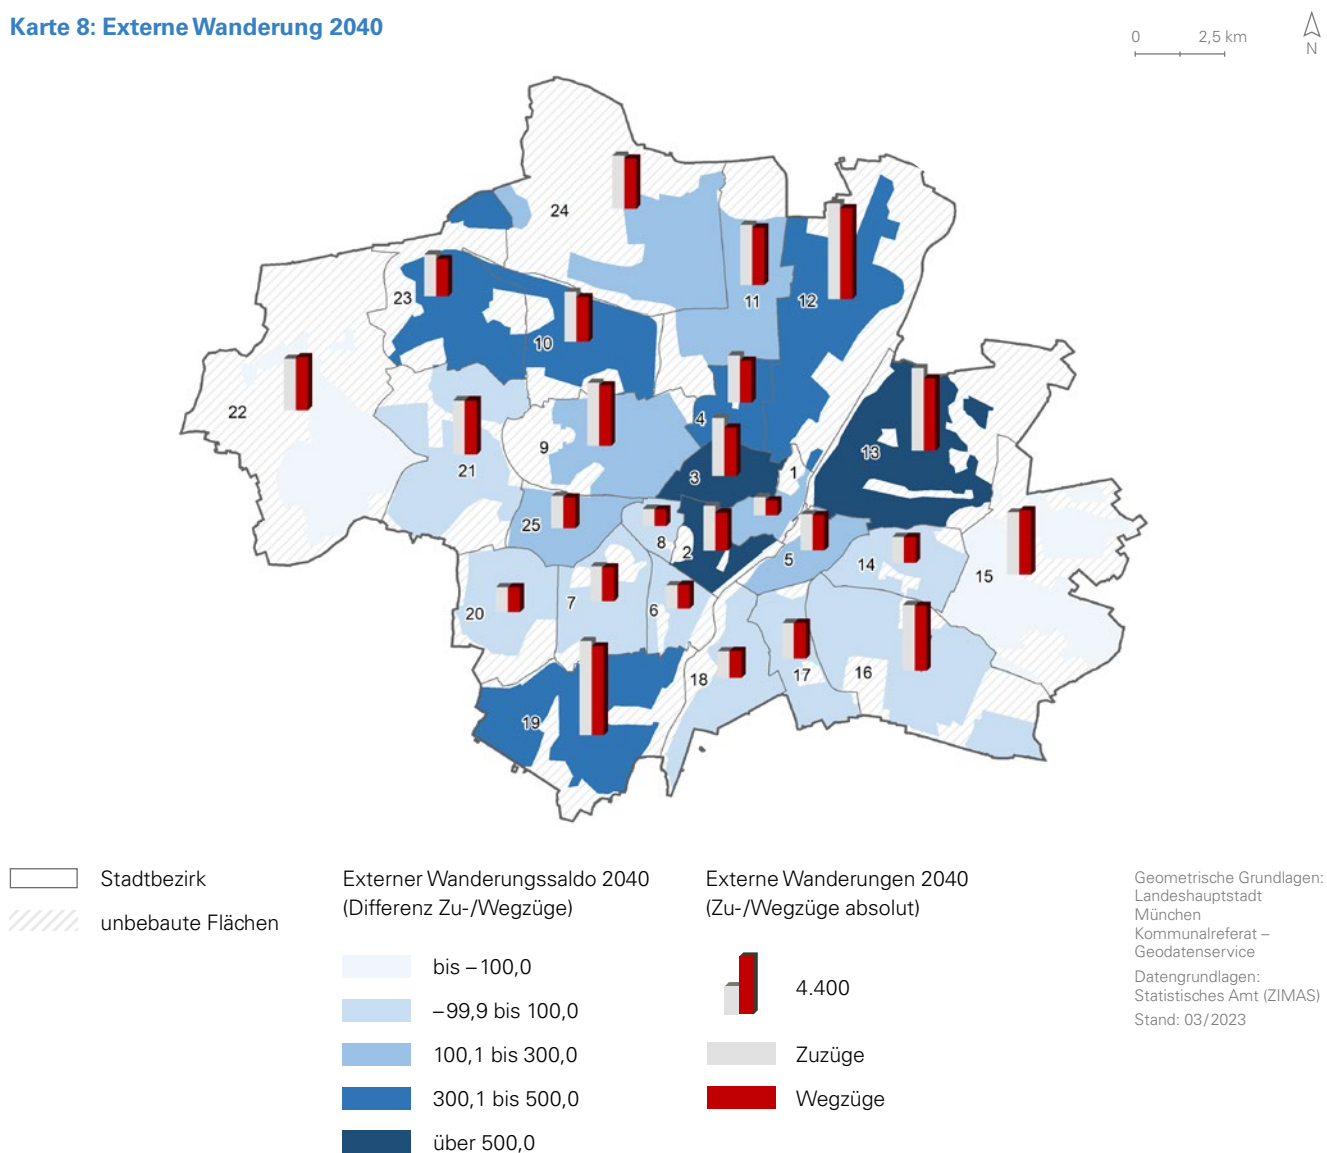 Karte 8: Externe Wanderung 2040
0 2,5 km
N
24
23
11
12
10
22
4
9
13
21
3
1
25
8
2
5
14
15
20
7
6
18
17
16
19
Stadtbezirk
unbebaute Flächen
Externer Wanderungssaldo 2040
(Differenz Zu-/Wegzüge)
bis –100,0
–99,9 bis 100,0
100,1 bis 300,0
300,1 bis 500,0
über 500,0
Externe Wanderungen 2040
(Zu-/Wegzüge absolut)
4.400
Zuzüge
Wegzüge
Geometrische Grundlagen:
Landeshauptstadt
München
Kommunalreferat –
Geodatenservice
Datengrundlagen:
Statistisches Amt (ZIMAS)
Stand: 03/2023